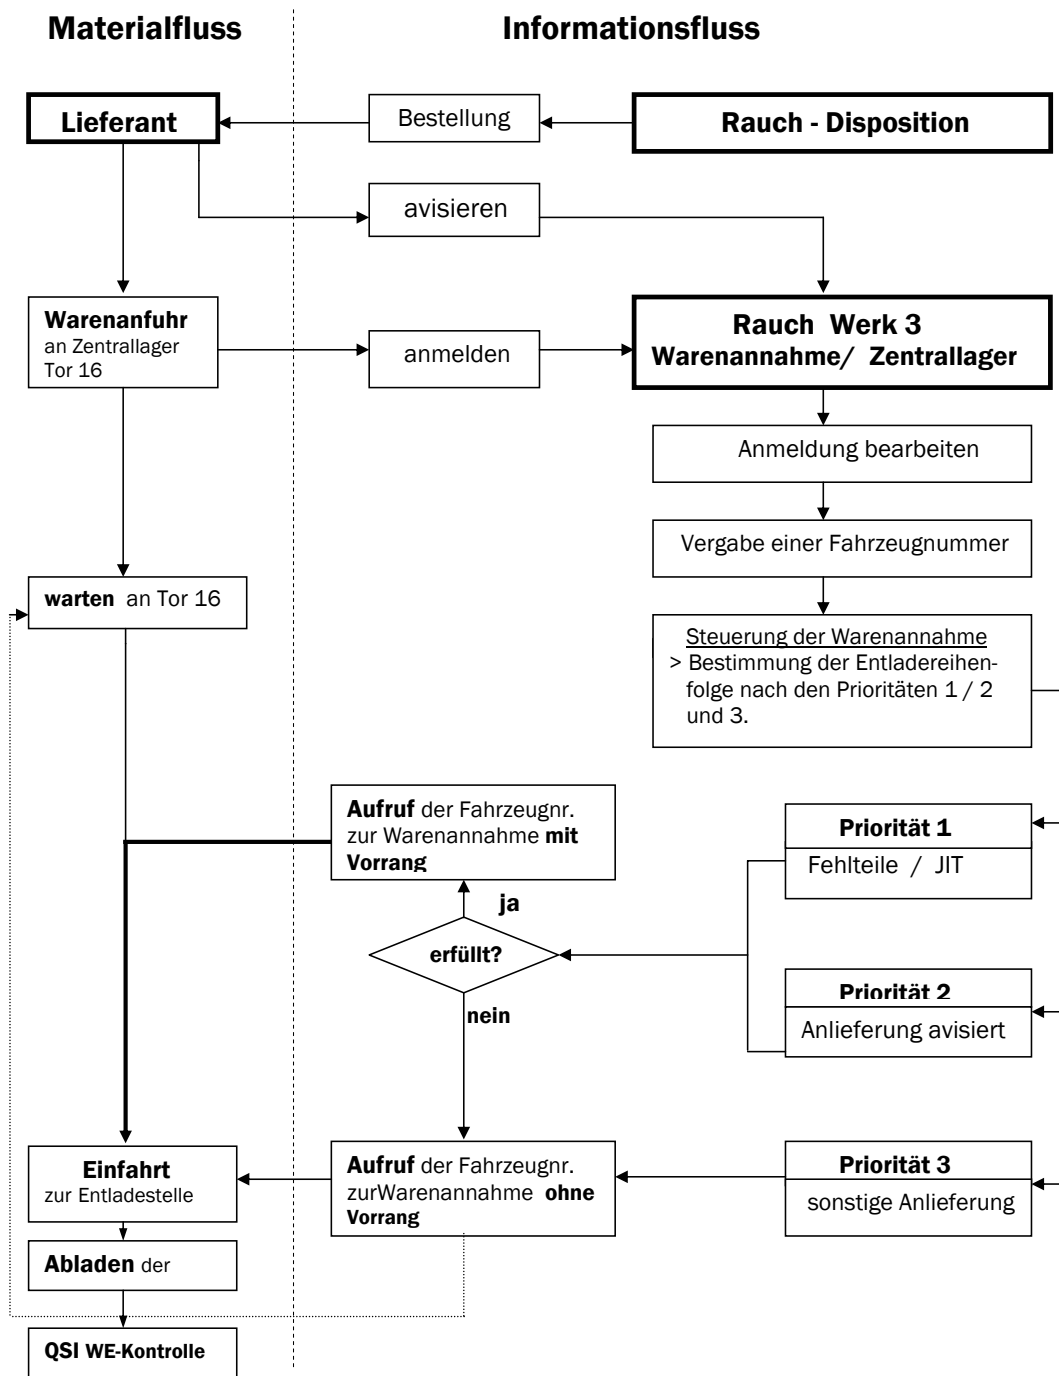 Materialfluss
Informationsfluss
Lieferant
Bestellung
Rauch - Disposition
avisieren
Warenanfuhr
an Zentrallager
Tor 16
anmelden
Rauch Werk 3
Warenannahme/ Zentrallager
Anmeldung bearbeiten
Vergabe einer Fahrzeugnummer
warten an Tor 16
Steuerung der Warenannahme
> Bestimmung der Entladereihen-
folge nach den Prioritäten 1 / 2
und 3.
Aufruf der Fahrzeugnr.
zur Warenannahme mit
Vorrang
Priorität 1
Fehlteile / JIT
ja
erfüllt?
nein
Priorität 2
Anlieferung avisiert
Einfahrt
zur Entladestelle
Aufruf der Fahrzeugnr.
zurWarenannahme ohne
Vorrang
Priorität 3
sonstige Anlieferung
Abladen der
QSI WE-Kontrolle